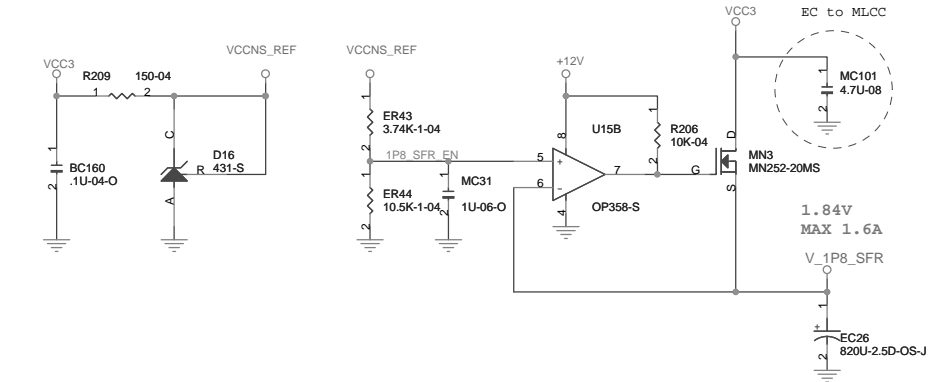 VCC3
R209
150-04
1
2
VCCNS_REF
1
BC160
.1U-04-O
2
C
D16
431-S
R
A
VCCNS_REF
1
ER43
3.74K-1-04
2
1P8_SFR_EN
1
ER44
10.5K-1-04
2
1
MC31
1U-06-O
2
+12V
8
U15B
5
+
6
-
7
4
OP358-S
1
R206
10K-04
2
VCC3
EC to MLCC
1
MC101
4.7U-08
2
D
G
S
MN3
MN252-20MS
1.84V
MAX 1.6A
V_1P8_SFR
1
+
EC26
820U-2.5D-OS-J
2